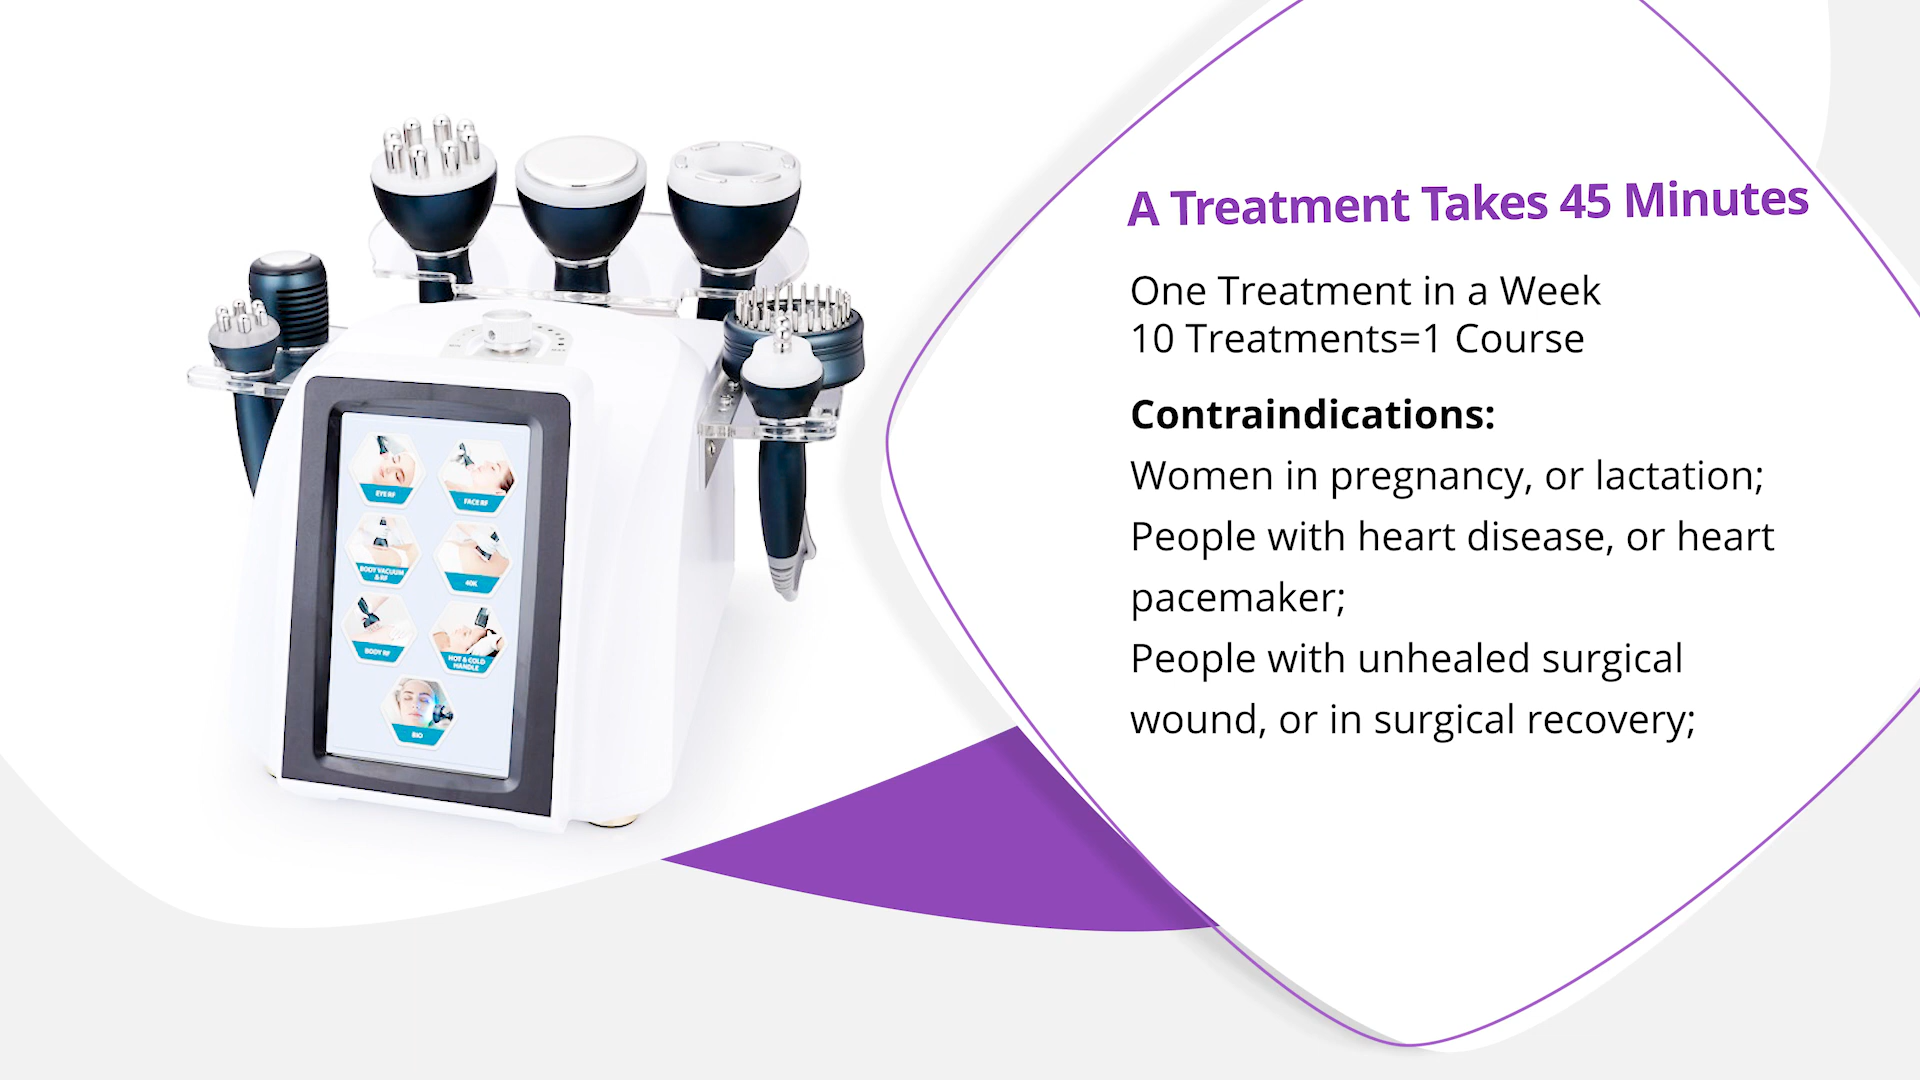 A Treatment Takes 45 Minutes
One Treatment in a Week
10 Treatments=1 Course
Contraindications:
Women in pregnancy, or lactation;
People with heart disease, or heart
pacemaker;
People with unhealed surgical
wound, or in surgical recovery;
EYE RF
FACE RF
BODY VACUUM
& RF
40K
BODY RF
HOT & COLD
HANDLE
BIO